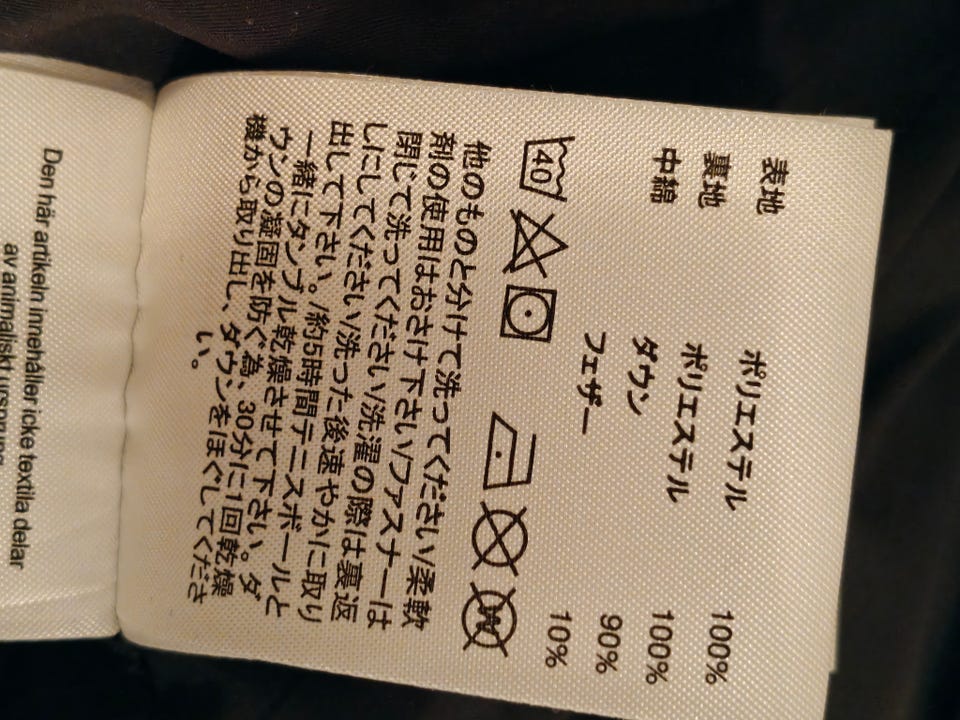 表地 ポリエステル 100%
裏地 ポリエステル 100%
中綿 ダウン 90%
フェザー 10%
40
W
他のものと分けて洗ってください/柔軟
剤の使用はおさけ下さい/ファスナーは
閉じて洗ってください/洗濯の際は裏返
しにしてください/洗った後速やかに取り
出して下さい。/約5時間テニスボールと
一緒にタンブル乾燥させて下さい。ダ
ウンの凝固を防ぐ為、30分に1回乾燥
機から取り出し、ダウンをほぐしてくださ
い。
Den här artikeln innehåller icke textila delar
av animaliskt ursprung